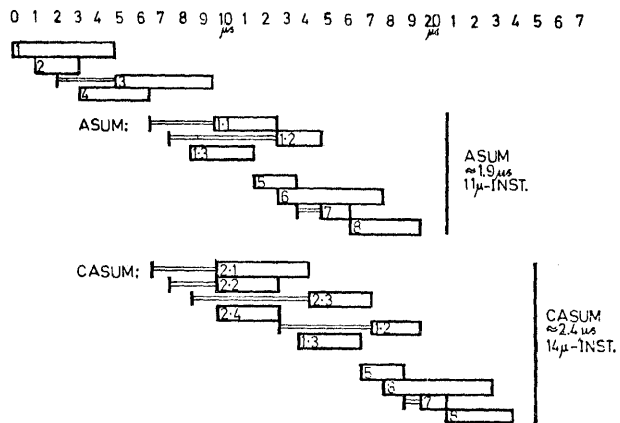 0 1 2 3 4 5 6 7 8 9 10 1 2 3 4 5 6 7 8 9 20 1 2 3 4 5 6 7
μs μs
1
2
3
4
ASUM: 1·1
1·2
1·3
5
6
7
8
ASUM
≈1.9μs
11μ-INST.
CASUM: 2·1
2·2
2·3
2·4
1·2
1·3
5
6
7
8
CASUM
≈2.4μs
14μ-INST.